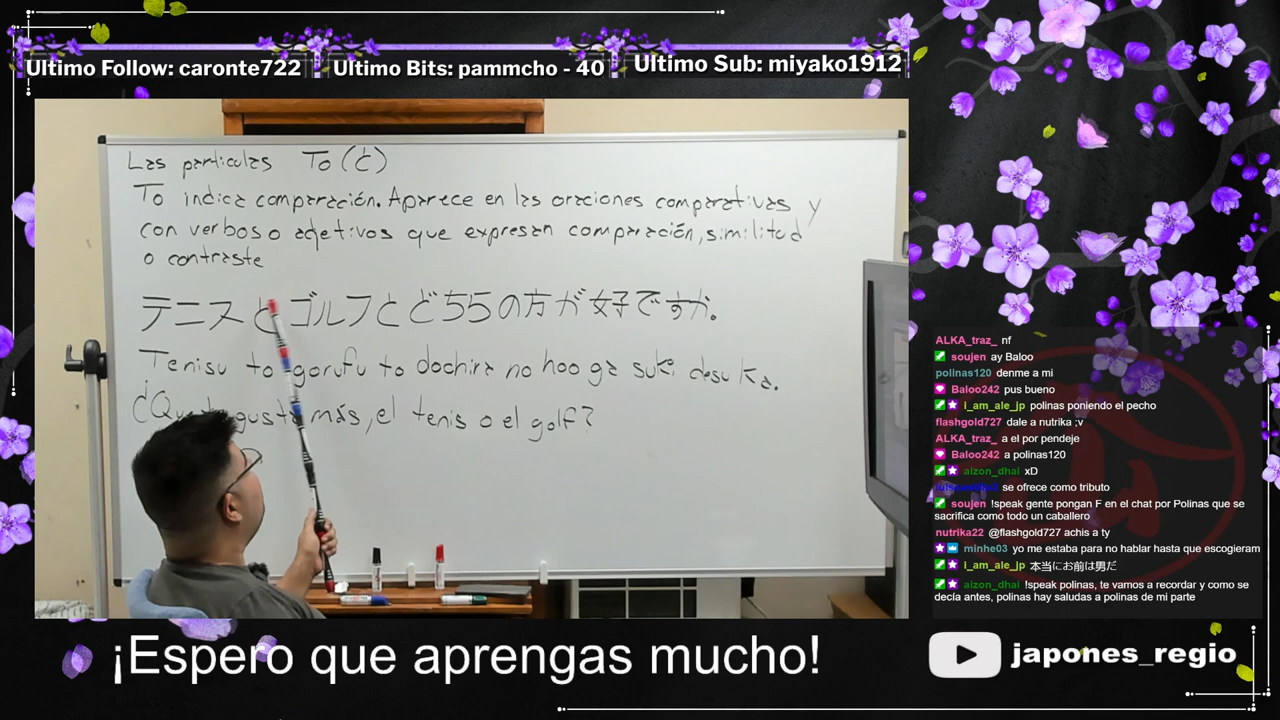 Ultimo Follow: caronte722
Ultimo Bits: pammcho - 40
Ultimo Sub: miyako1912
Las particulas To (と)
To indica comparación. Aparece en las oraciones comparativas y
con verbos o adjetivos que expresan comparación, similitud
o contraste
テニスとゴルフとどちらの方が好ですか。
Tenisu to gorufu to dochira no hoo ga suki desu ka.
más, el tenis o el golf?
ALKA_traz_ nf
soujen ay Baloo
polinas120 denme a mi
Baloo242 pus bueno
i_am_ale_jp polinas poniendo el pecho
flashgold727 dale a nutrika ;v
ALKA_traz_ a el por pendeje
Baloo242 a polinas120
aizon_dhai xD
se ofrece como tributo
soujen !speak gente pongan F en el chat por Polinas que se
sacrifica como todo un caballero
nutrika22 @flashgold727 achis a ty
minhe03 yo me estaba para no hablar hasta que escogieram
i_am_ale_jp 本当にお前は男だ
aizon_dhai !speak polinas, te vamos a recordar y como se
decía antes, polinas hay saludas a polinas de mi parte
¡Espero que aprengas mucho!
japones_regio